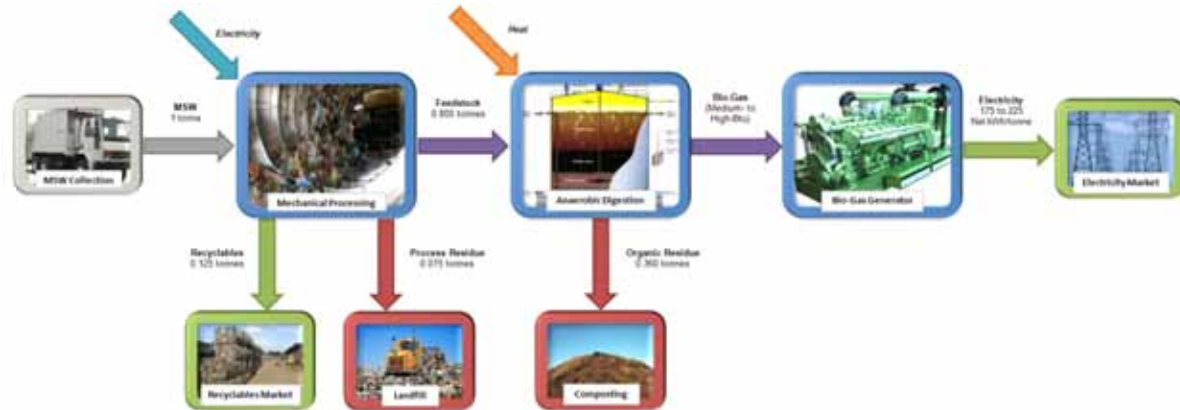 Electricity
Heat
MSW
1 tonne
Feedstock
0.800 tonnes
Bio-Gas
(Medium- to
High-Btu)
Electricity
175 to 225
Net kWh/tonne
MSW Collection
Mechanical Processing
Anaerobic Digestion
Bio-Gas Generator
Electricity Market
Recyclables
0.125 tonnes
Process Residue
0.075 tonnes
Organic Residue
0.360 tonnes
Recyclables Market
Landfill
Composting